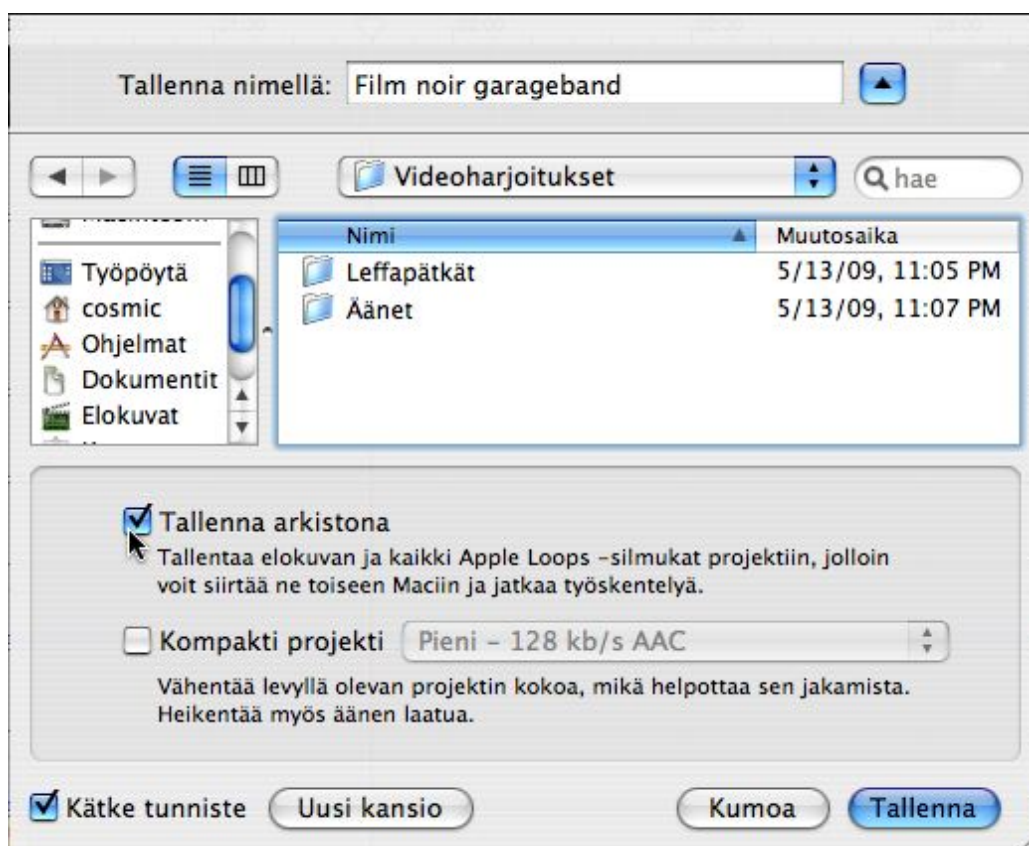 Tallenna nimellä: Film noir garageband
Videoharjoitukset
hae
Nimi Muutosaika
Työpöytä
cosmic
Ohjelmat
Dokumentit
Elokuvat
Leffapätkät 5/13/09, 11:05 PM
Äänet 5/13/09, 11:07 PM
Tallenna arkistona
Tallentaa elokuvan ja kaikki Apple Loops –silmukat projektiin, jolloin
voit siirtää ne toiseen Maciin ja jatkaa työskentelyä.
Kompakti projekti Pieni – 128 kb/s AAC
Vähentää levyllä olevan projektin kokoa, mikä helpottaa sen jakamista.
Heikentää myös äänen laatua.
Kätke tunniste Uusi kansio Kumoa Tallenna